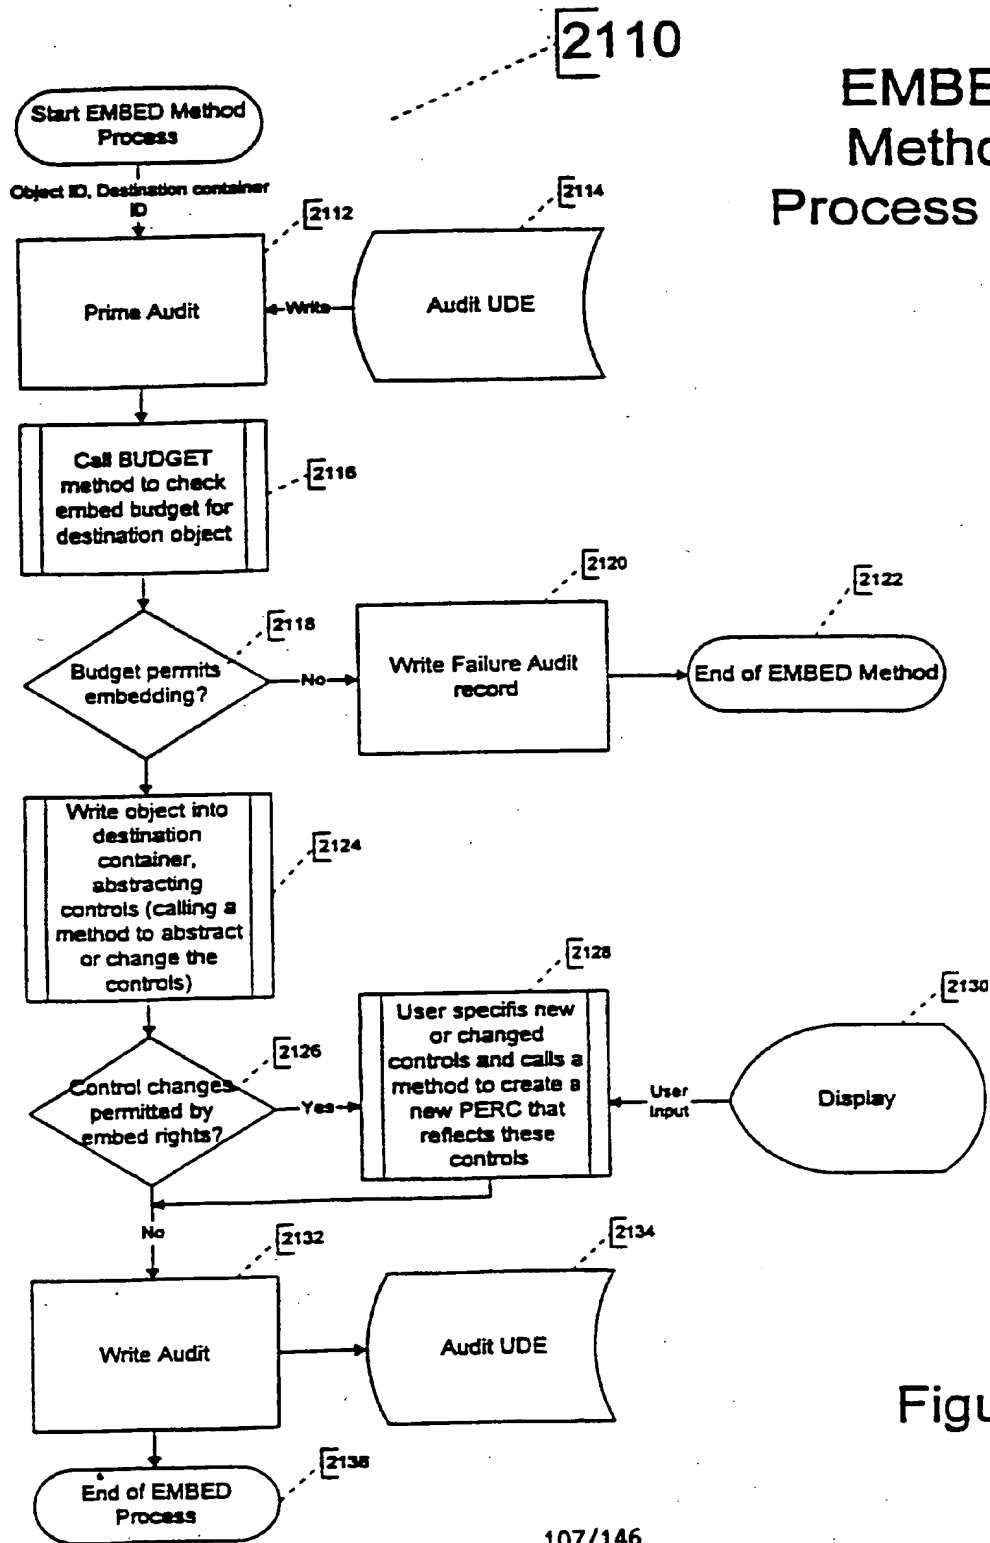 2110
EMBE
Metho
Process
Start EMBED Method
Process
Object ID, Destination container
ID
2112
2114
Prime Audit
Write
Audit UDE
Call BUDGET
method to check
embed budget for
destination object
2116
2118
2120
2122
Budget permits
embedding?
No
Write Failure Audit
record
End of EMBED Method
Write object into
destination
container,
abstracting
controls (calling a
method to abstract
or change the
controls)
2124
2126
2128
2130
Control changes
permitted by
embed rights?
Yes
User specifis new
or changed
controls and calls a
method to create a
new PERC that
reflects these
controls
User
Input
Display
No
2132
2134
Write Audit
Audit UDE
Figu
2136
End of EMBED
Process
107/146